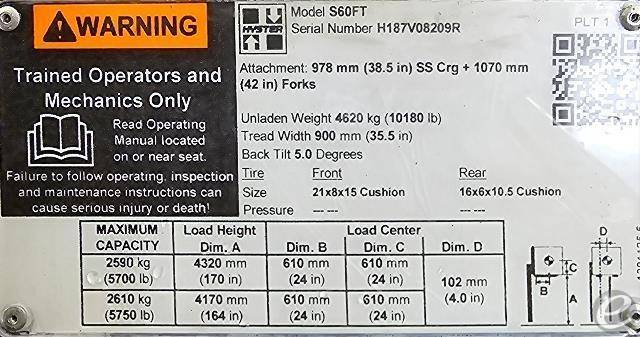 WARNING
Trained Operators and
Mechanics Only
Read Operating
Manual located
on or near seat.
Failure to follow operating, inspection
and maintenance instructions can
cause serious injury or death!
HYSTER
Model S60FT
Serial Number H187V08209R
PLT 1
Attachment: 978 mm (38.5 in) SS Crg + 1070 mm
(42 in) Forks
Unladen Weight 4620 kg (10180 lb)
Tread Width 900 mm (35.5 in)
Back Tilt 5.0 Degrees
Tire Front Rear
Size 21x8x15 Cushion 16x6x10.5 Cushion
Pressure --- --- --- ---
MAXIMUM Load Height Load Center
CAPACITY Dim. A Dim. B Dim. C Dim. D
2590 kg 4320 mm 610 mm 610 mm
(5700 lb) (170 in) (24 in) (24 in)
102 mm
(4.0 in)
2610 kg 4170 mm 610 mm 610 mm
(5750 lb) (164 in) (24 in) (24 in)
D
C
B
A
e